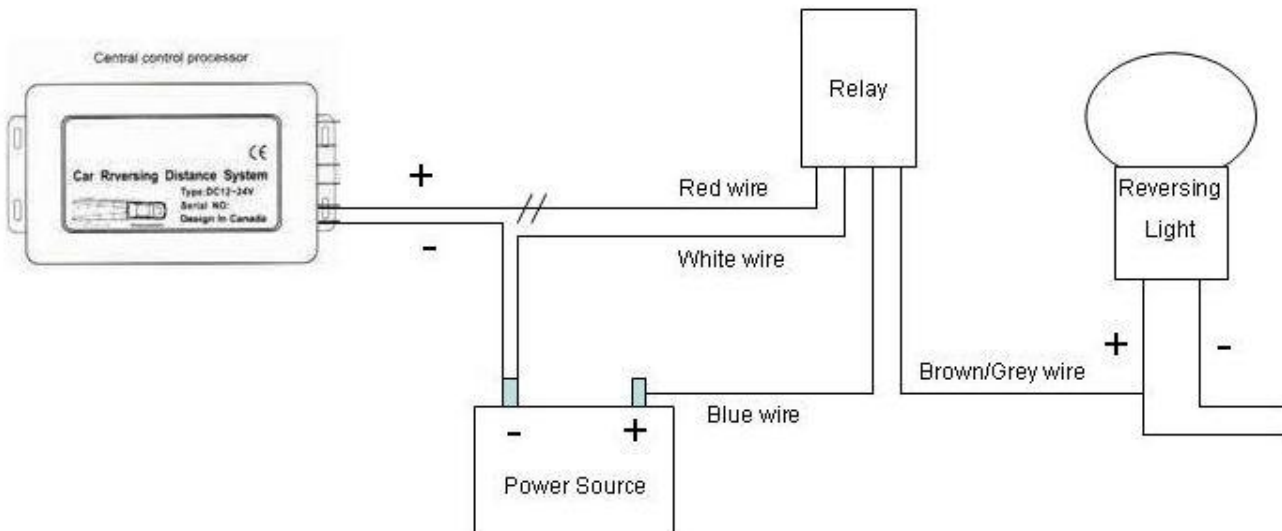 Central control processor
CE
Car Rrversing Distance System
Type:DC12-24V
Serial NO:
Design In Canada
+
-
Relay
Red wire
White wire
Reversing
Light
+
-
Brown/Grey wire
Blue wire
-
+
Power Source